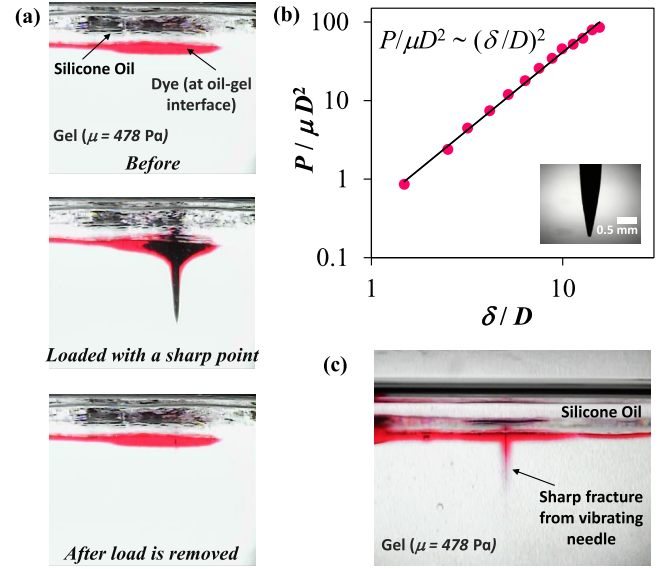 (a)
Silicone Oil
Dye (at oil-gel
interface)
Gel (μ = 478 Pa)
Before
Loaded with a sharp point
After load is removed
(b)
P/μD² ~ (δ/D)²
P / μ D²
100
10
1
0.1
1
10
δ / D
0.5 mm
(c)
Silicone Oil
Sharp fracture
from vibrating
needle
Gel (μ = 478 Pa)